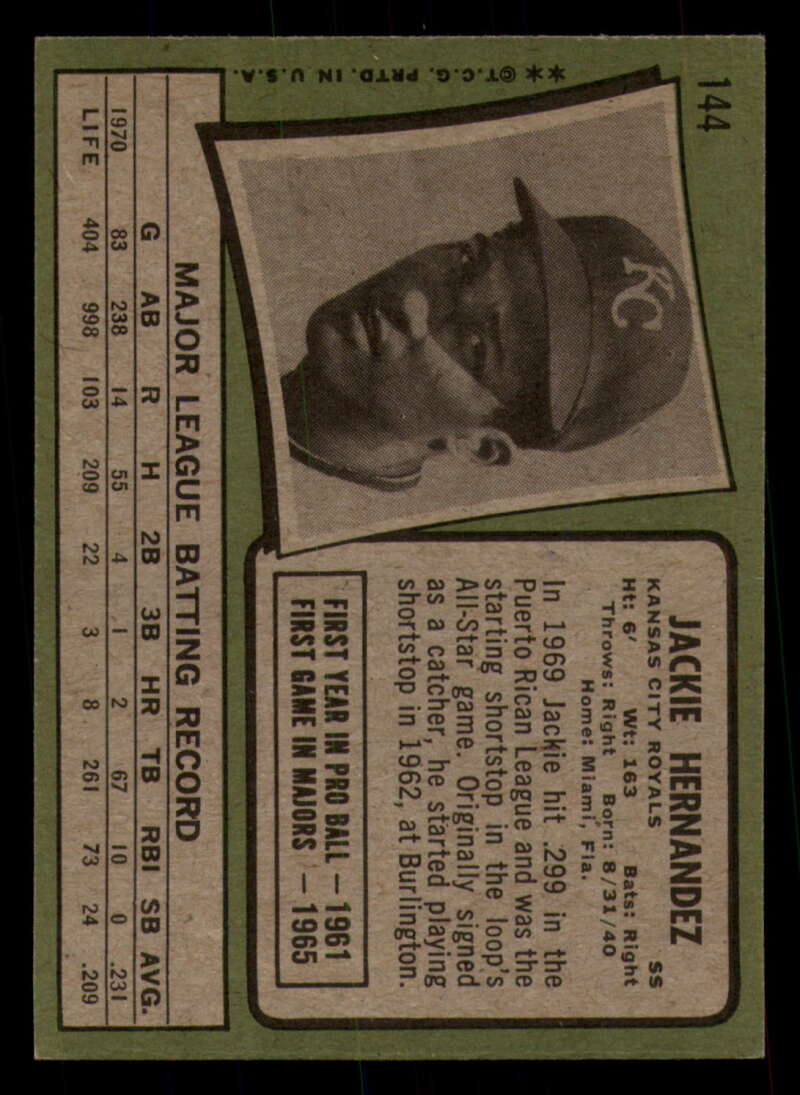 144
** ©T.C.G. PRTD. IN U.S.A.
KC
JACKIE HERNANDEZ
KANSAS CITY ROYALS SS
Ht: 6' Wt: 163 Bats: Right
Throws: Right Born: 8/31/40
Home: Miami, Fla.
In 1969 Jackie hit .299 in the
Puerto Rican League and was the
starting shortstop in the loop's
All-Star game. Originally signed
as a catcher, he started playing
shortstop in 1962, at Burlington.
FIRST YEAR IN PRO BALL — 1961
FIRST GAME IN MAJORS — 1965
MAJOR LEAGUE BATTING RECORD
G AB R H 2B 3B HR TB RBI SB AVG.
1970 83 238 14 55 4 1 2 67 10 0 .231
LIFE 404 998 103 209 22 3 8 261 73 24 .209